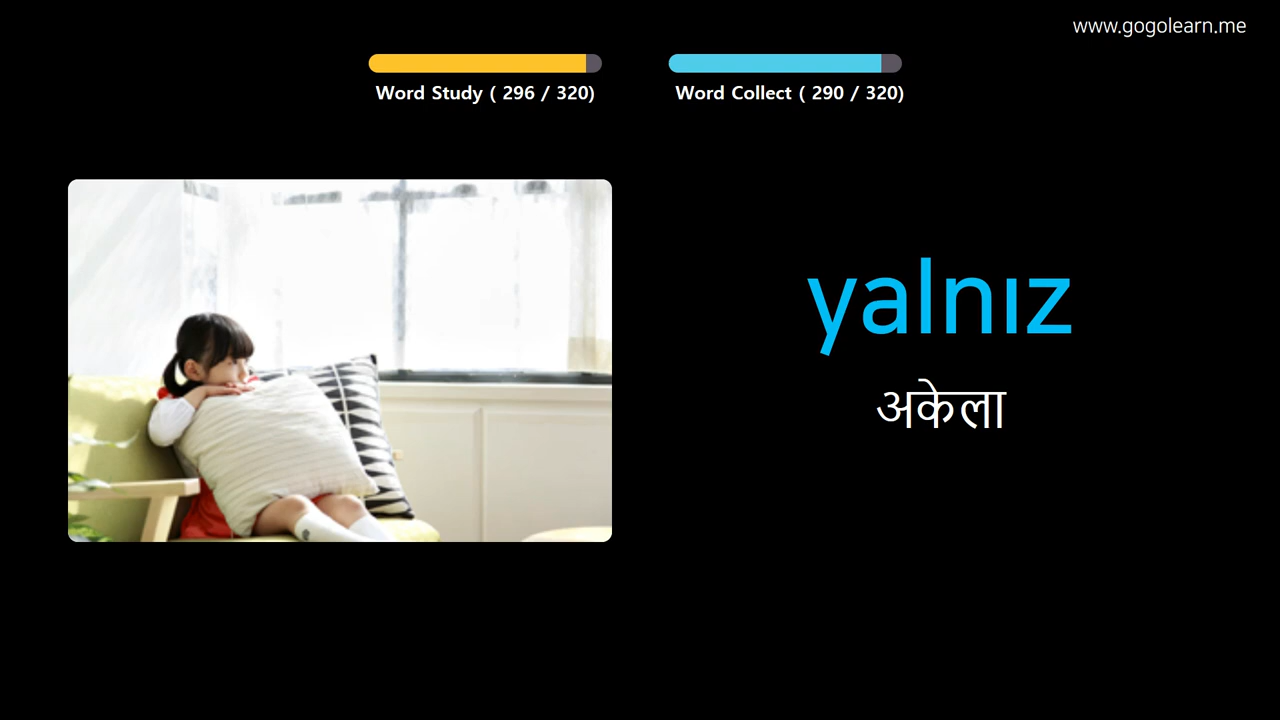 www.gogolearn.me
Word Study ( 296 / 320)
Word Collect ( 290 / 320)
yalnız
अकेला